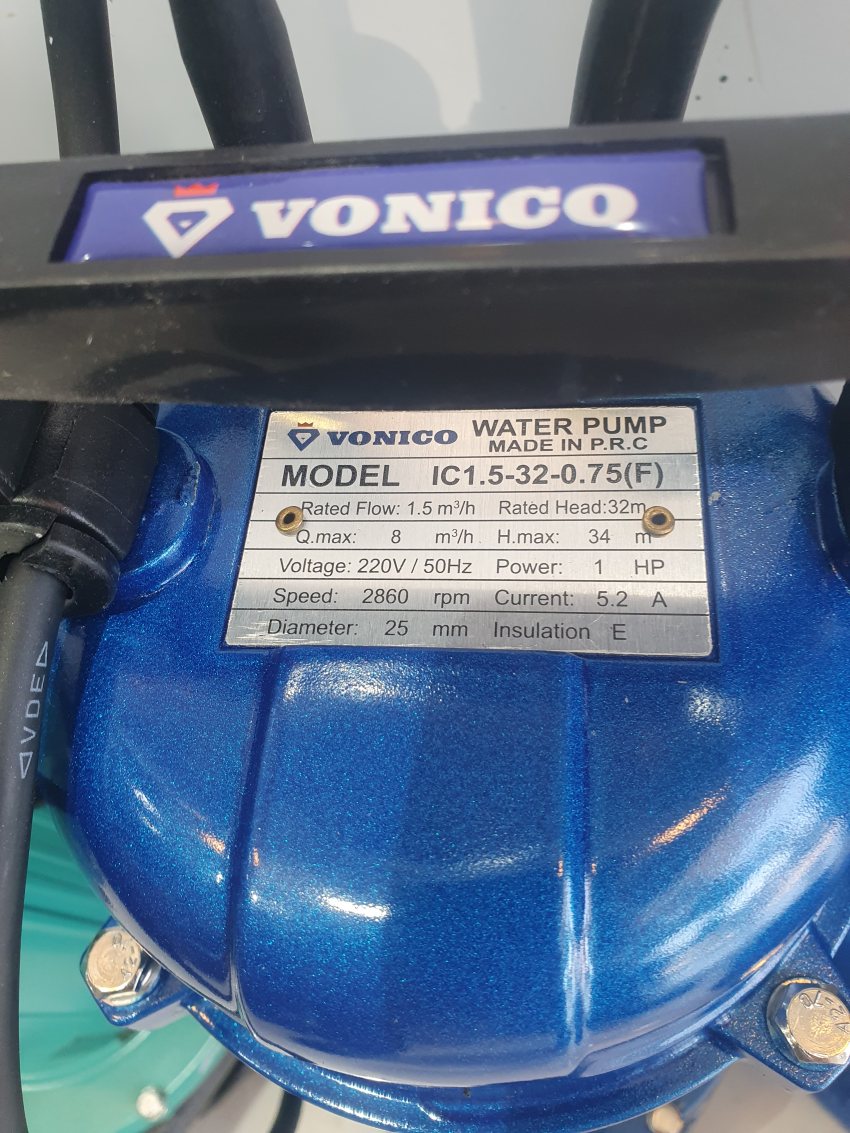 VONICO
VONICO WATER PUMP
MADE IN P.R.C
MODEL IC1.5-32-0.75(F)
Rated Flow: 1.5 m³/h Rated Head:32m
Q.max: 8 m³/h. H.max: 34 m
Voltage: 220V / 50Hz Power: 1 HP
Speed: 2860 rpm Current: 5.2 A
Diameter: 25 mm Insulation E
VDE